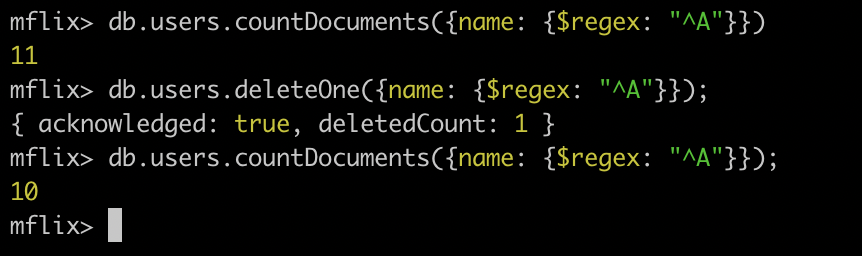 mflix> db.users.countDocuments({name: {$regex: "^A"}})
11
mflix> db.users.deleteOne({name: {$regex: "^A"}});
{ acknowledged: true, deletedCount: 1 }
mflix> db.users.countDocuments({name: {$regex: "^A"}});
10
mflix>